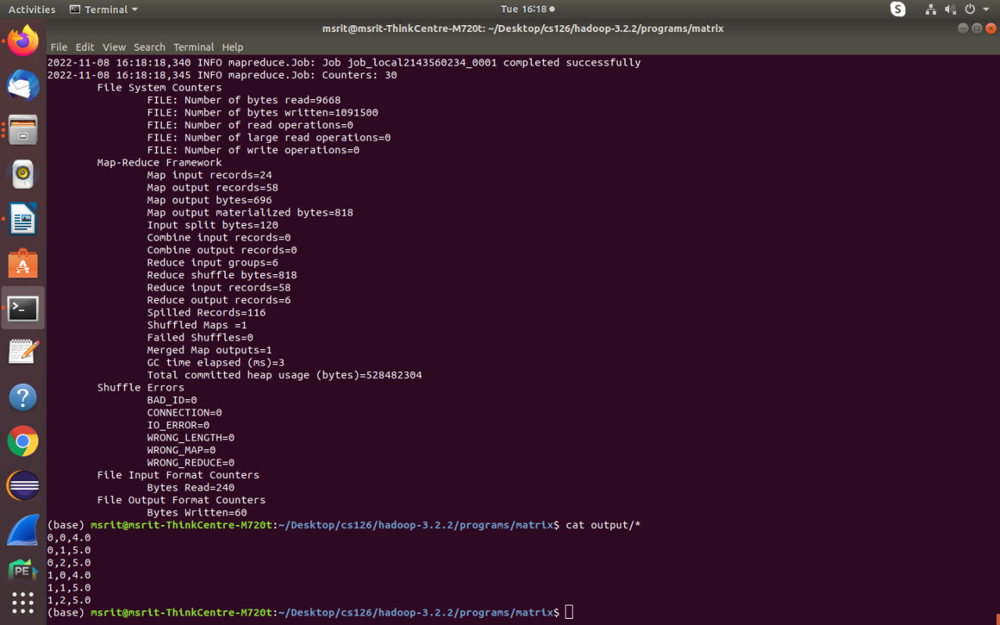 Activities Terminal Tue 16:18
msrit@msrit-ThinkCentre-M720t: ~/Desktop/cs126/hadoop-3.2.2/programs/matrix
File Edit View Search Terminal Help
2022-11-08 16:18:18,340 INFO mapreduce.Job: Job job_local2143560234_0001 completed successfully
2022-11-08 16:18:18,345 INFO mapreduce.Job: Counters: 30
File System Counters
FILE: Number of bytes read=9668
FILE: Number of bytes written=1091500
FILE: Number of read operations=0
FILE: Number of large read operations=0
FILE: Number of write operations=0
Map-Reduce Framework
Map input records=24
Map output records=58
Map output bytes=696
Map output materialized bytes=818
Input split bytes=120
Combine input records=0
Combine output records=0
Reduce input groups=6
Reduce shuffle bytes=818
Reduce input records=58
Reduce output records=6
Spilled Records=116
Shuffled Maps =1
Failed Shuffles=0
Merged Map outputs=1
GC time elapsed (ms)=3
Total committed heap usage (bytes)=528482304
Shuffle Errors
BAD_ID=0
CONNECTION=0
IO_ERROR=0
WRONG_LENGTH=0
WRONG_MAP=0
WRONG_REDUCE=0
File Input Format Counters
Bytes Read=240
File Output Format Counters
Bytes Written=60
(base) msrit@msrit-ThinkCentre-M720t:~/Desktop/cs126/hadoop-3.2.2/programs/matrix$ cat output/*
0,0,4.0
0,1,5.0
0,2,5.0
1,0,4.0
1,1,5.0
1,2,5.0
(base) msrit@msrit-ThinkCentre-M720t:~/Desktop/cs126/hadoop-3.2.2/programs/matrix$
PE